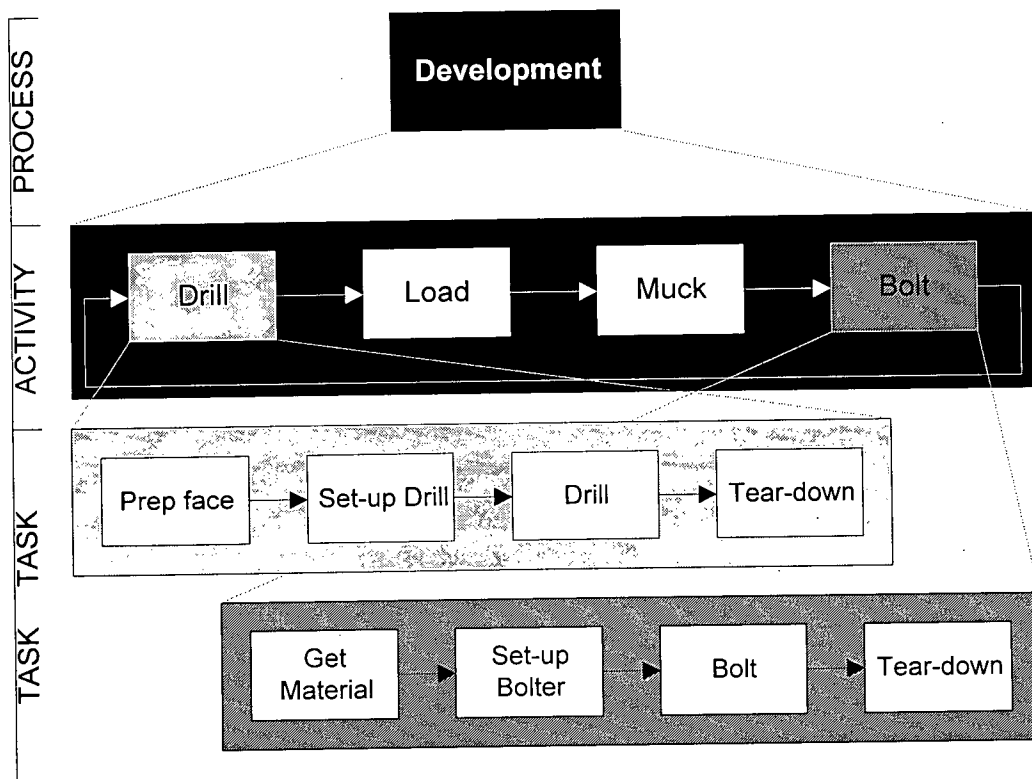 PROCESS
Development
ACTIVITY
Drill
Load
Muck
Bolt
TASK
Prep face
Set-up Drill
Drill
Tear-down
TASK
Get
Material
Set-up
Bolter
Bolt
Tear-down